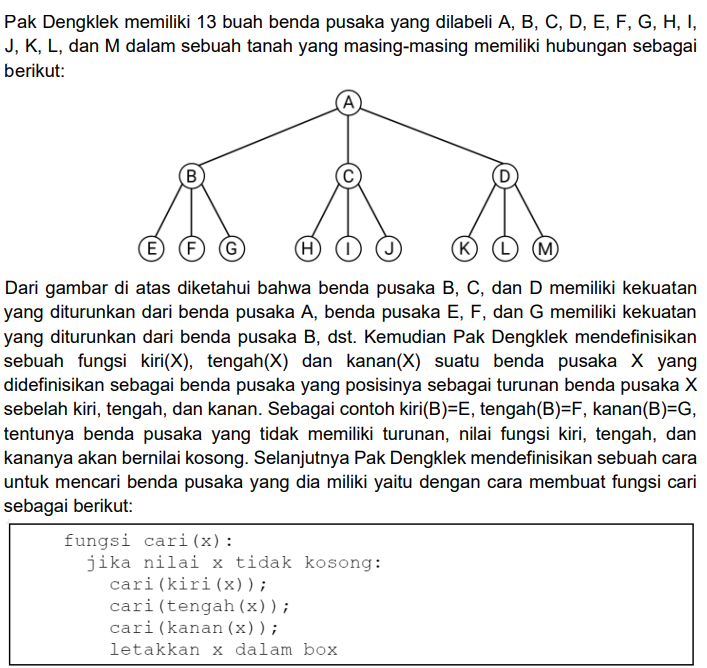 Pak Dengklek memiliki 13 buah benda pusaka yang dilabeli A, B, C, D, E, F, G, H, I,
J, K, L, dan M dalam sebuah tanah yang masing-masing memiliki hubungan sebagai
berikut:
A
B C D
E F G H I J K L M
Dari gambar di atas diketahui bahwa benda pusaka B, C, dan D memiliki kekuatan
yang diturunkan dari benda pusaka A, benda pusaka E, F, dan G memiliki kekuatan
yang diturunkan dari benda pusaka B, dst. Kemudian Pak Dengklek mendefinisikan
sebuah fungsi kiri(X), tengah(X) dan kanan(X) suatu benda pusaka X yang
didefinisikan sebagai benda pusaka yang posisinya sebagai turunan benda pusaka X
sebelah kiri, tengah, dan kanan. Sebagai contoh kiri(B)=E, tengah(B)=F, kanan(B)=G,
tentunya benda pusaka yang tidak memiliki turunan, nilai fungsi kiri, tengah, dan
kananya akan bernilai kosong. Selanjutnya Pak Dengklek mendefinisikan sebuah cara
untuk mencari benda pusaka yang dia miliki yaitu dengan cara membuat fungsi cari
sebagai berikut:
fungsi cari(x):
jika nilai x tidak kosong:
cari(kiri(x));
cari(tengah(x));
cari(kanan(x));
letakkan x dalam box